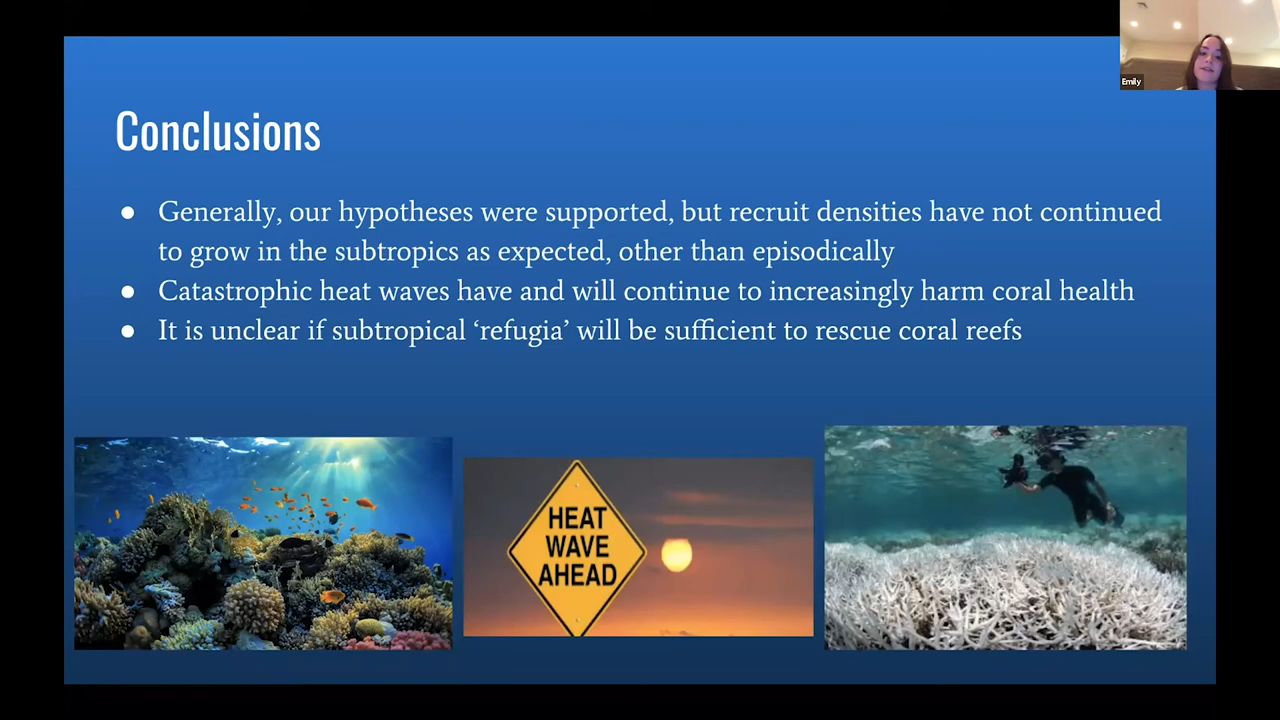 Emily
Conclusions
● Generally, our hypotheses were supported, but recruit densities have not continued
to grow in the subtropics as expected, other than episodically
● Catastrophic heat waves have and will continue to increasingly harm coral health
● It is unclear if subtropical ‘refugia’ will be sufficient to rescue coral reefs
HEAT
WAVE
AHEAD